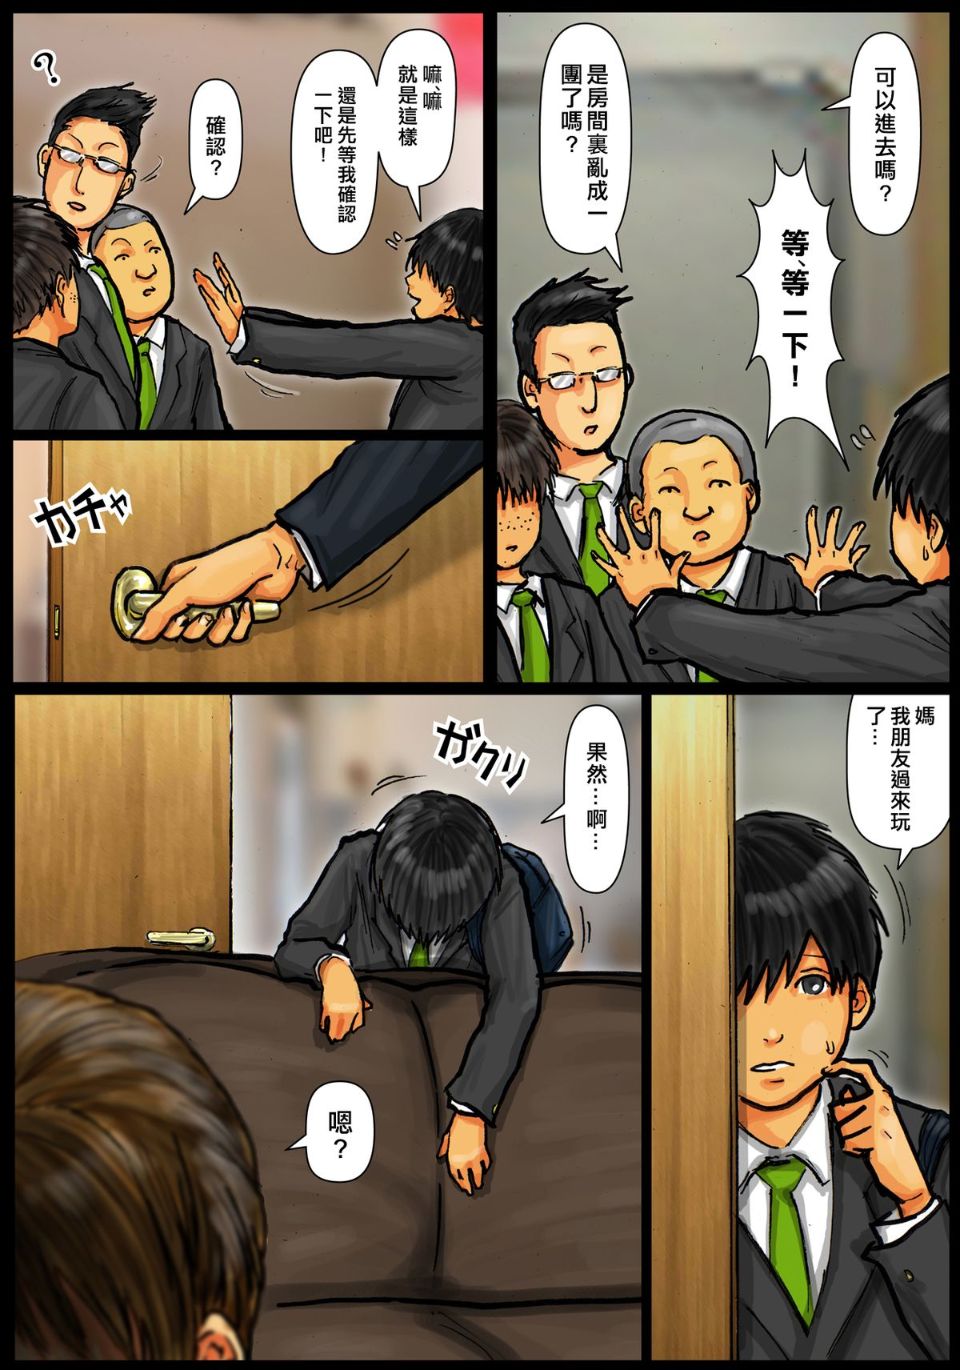 可以進去嗎？
等、等一下！
是房間裏亂成一
團了嗎？
嘛、嘛
就是這樣
還是先等我確認
一下吧！
確認？
？
カチャ
媽
我朋友過來玩
了…
果然…啊…
ガクリ
嗯？